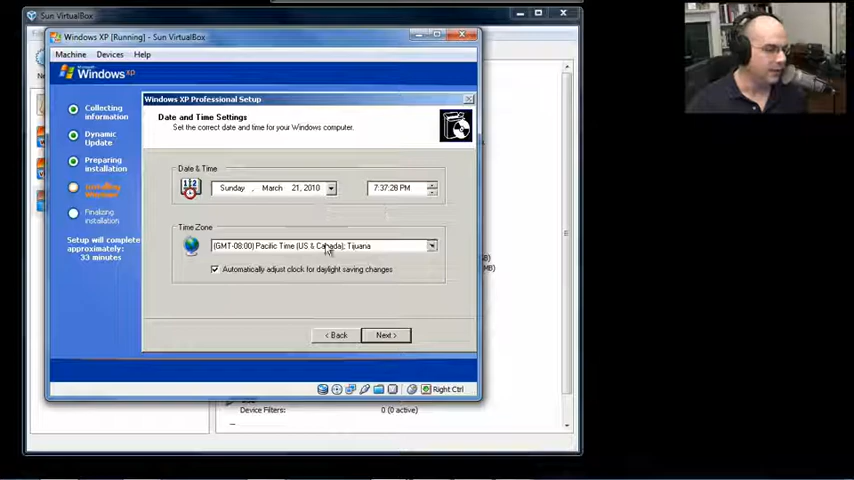 Sun VirtualBox
Windows XP [Running] - Sun VirtualBox
Machine Devices Help
Microsoft
Windows xp
Collecting
information
Dynamic
Update
Preparing
installation
Installing
Windows
Finalizing
installation
Setup will complete
approximately:
33 minutes
Windows XP Professional Setup
Date and Time Settings
Set the correct date and time for your Windows computer.
Date & Time
Sunday , March 21, 2010
7:37:28 PM
Time Zone
(GMT-08:00) Pacific Time (US & Canada); Tijuana
Automatically adjust clock for daylight saving changes
< Back
Next >
Right Ctrl
Device Filters: 0 (0 active)